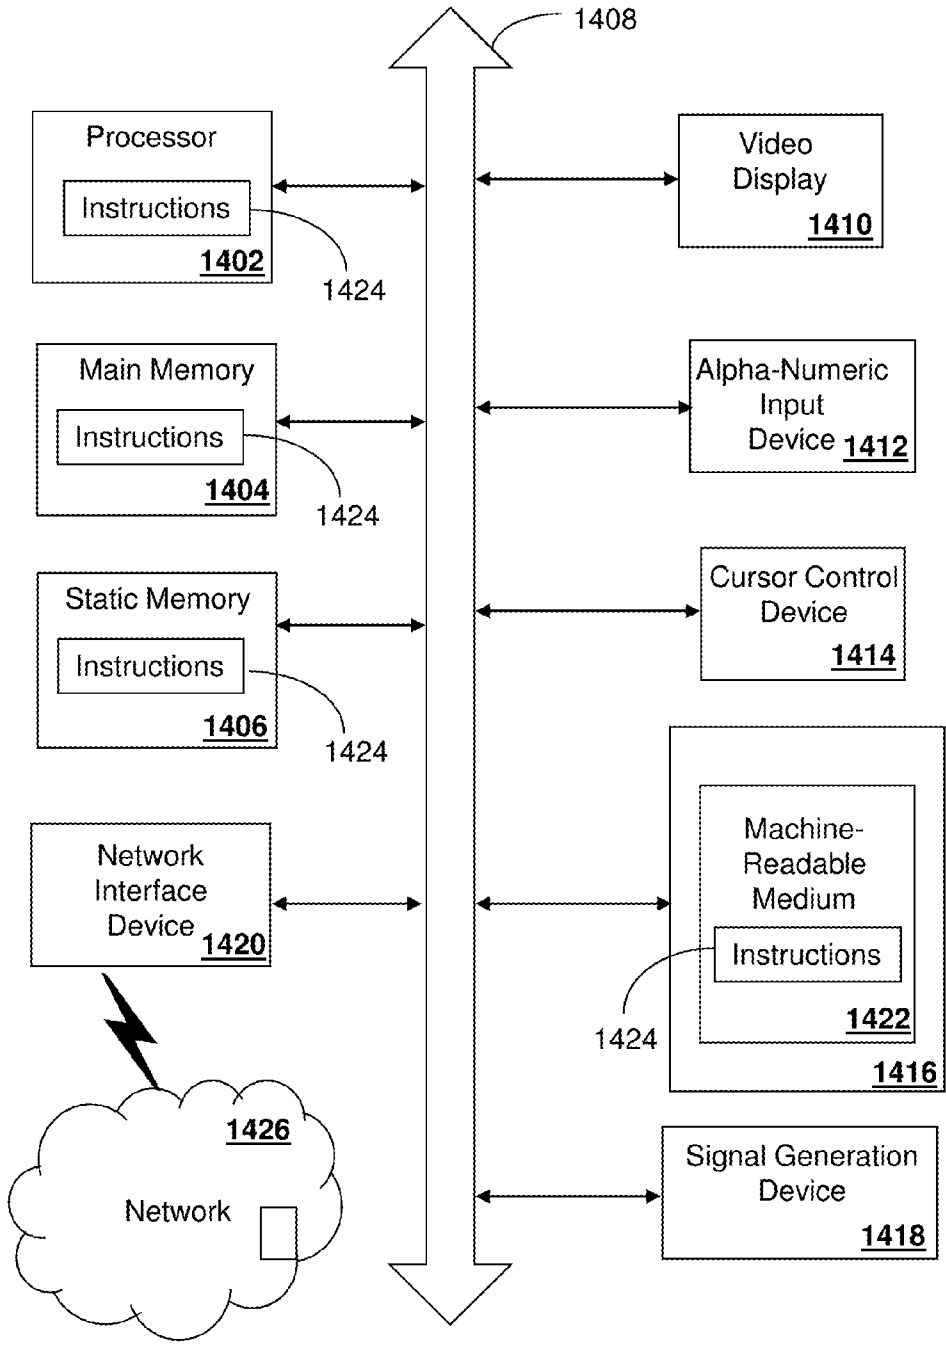 1408
Processor
Instructions
1402
1424
Main Memory
Instructions
1404
1424
Static Memory
Instructions
1406
1424
Network
Interface
Device
1420
1426
Network
Video
Display
1410
Alpha-Numeric
Input
Device 1412
Cursor Control
Device
1414
Machine-
Readable
Medium
Instructions
1424
1422
1416
Signal Generation
Device
1418